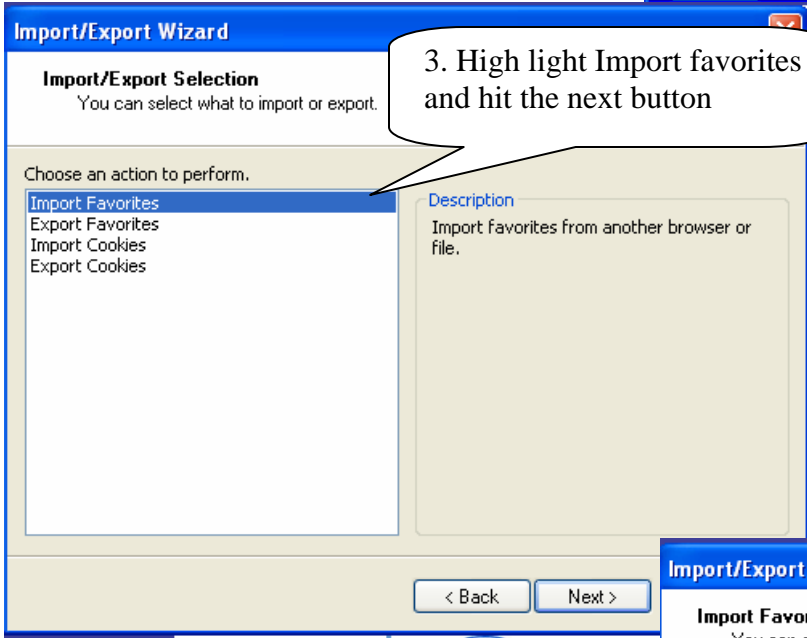 Import/Export Wizard
3. High light Import favorites
and hit the next button
Import/Export Selection
You can select what to import or export.
Choose an action to perform.
Import Favorites
Export Favorites
Import Cookies
Export Cookies
Description
Import favorites from another browser or
file.
< Back
Next >
Import/Export
Import Favor